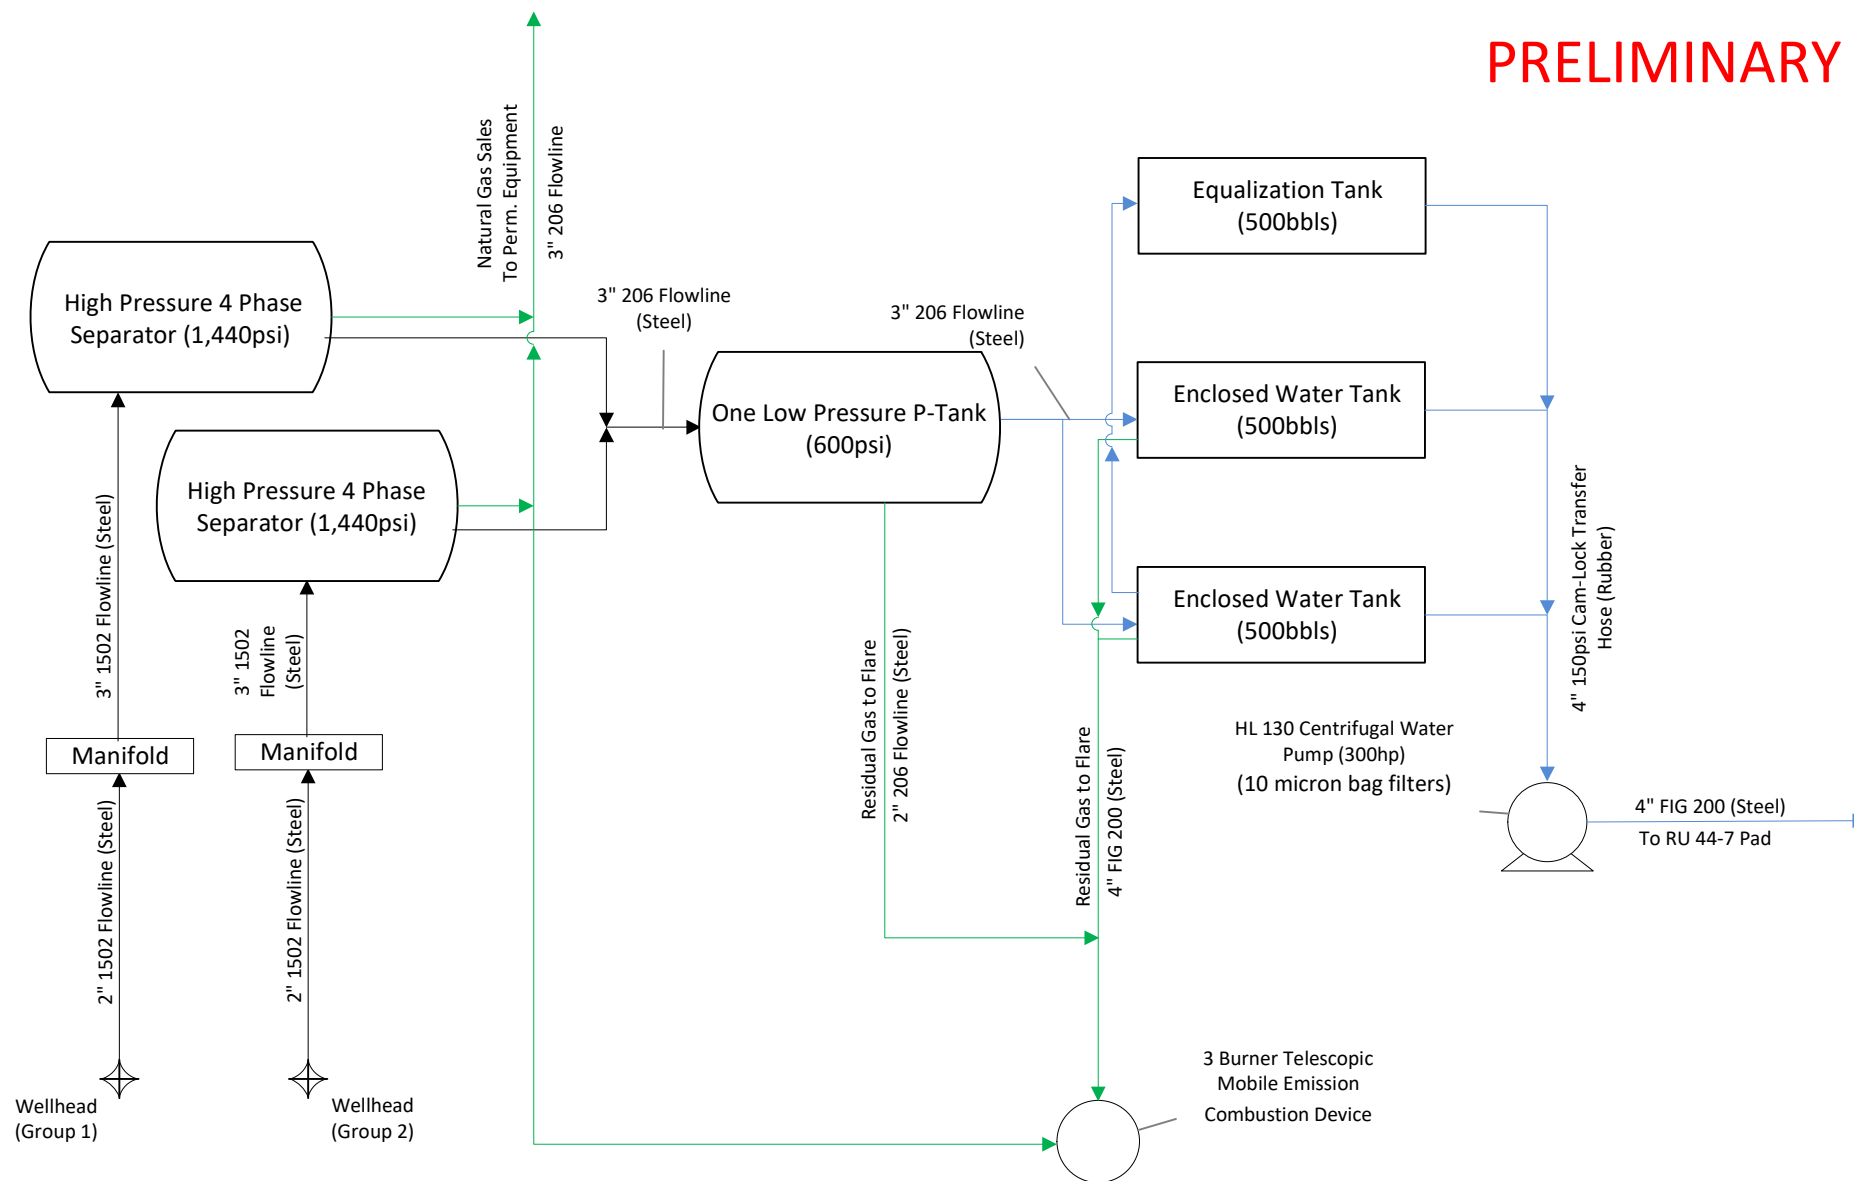 PRELIMINARY
Natural Gas Sales
To Perm. Equipment
3" 206 Flowline
Equalization Tank
(500bbls)
High Pressure 4 Phase
Separator (1,440psi)
3" 206 Flowline
(Steel)
3" 206 Flowline
(Steel)
One Low Pressure P-Tank
(600psi)
Enclosed Water Tank
(500bbls)
High Pressure 4 Phase
Separator (1,440psi)
3" 1502 Flowline (Steel)
3" 1502
Flowline
(Steel)
Enclosed Water Tank
(500bbls)
4" 150psi Cam-Lock Transfer
Hose (Rubber)
Residual Gas to Flare
2" 206 Flowline (Steel)
Residual Gas to Flare
4" FIG 200 (Steel)
HL 130 Centrifugal Water
Pump (300hp)
(10 micron bag filters)
Manifold
Manifold
4" FIG 200 (Steel)
To RU 44-7 Pad
2" 1502 Flowline (Steel)
2" 1502 Flowline (Steel)
3 Burner Telescopic
Mobile Emission
Combustion Device
Wellhead
(Group 1)
Wellhead
(Group 2)